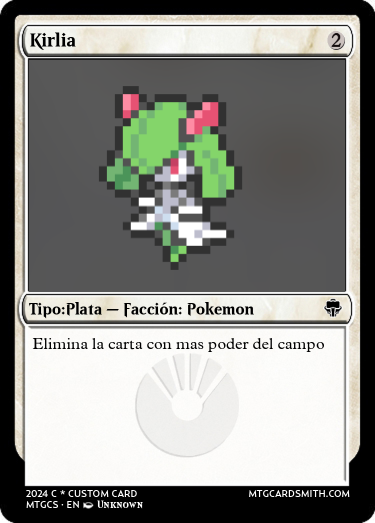 Kirlia 2
Tipo:Plata — Facción: Pokemon
Elimina la carta con mas poder del campo
2024 C * CUSTOM CARD MTGCARDSMITH.COM
MTGCS · EN Unknown